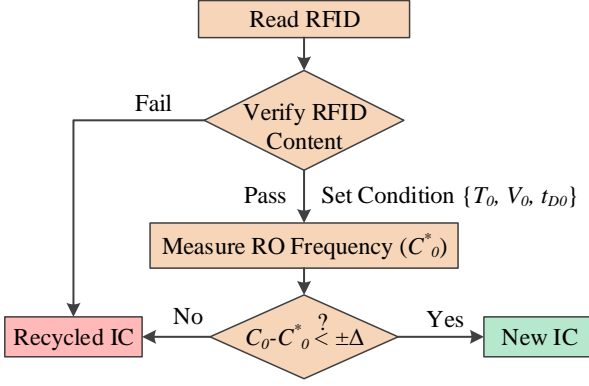 Read RFID
Fail
Verify RFID
Content
Pass
Set Condition {T₀, V₀, t_D0}
Measure RO Frequency (C*₀)
No
Yes
Recycled IC
C₀-C*₀ <? ±Δ
New IC